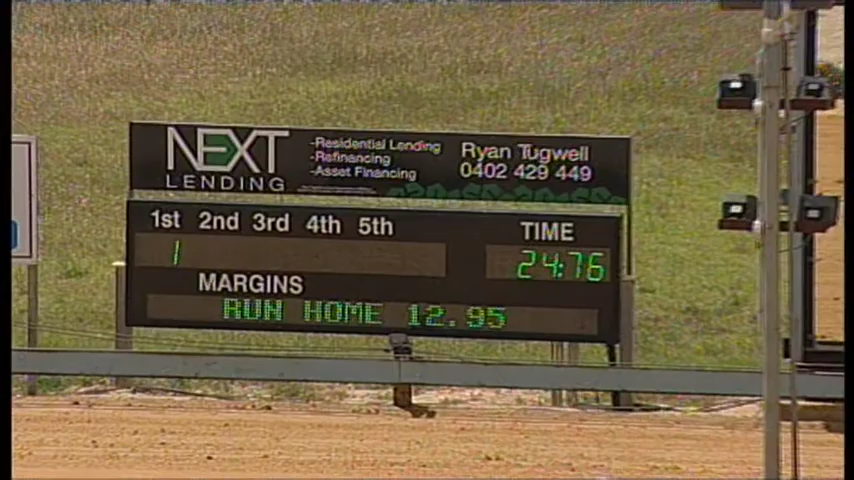 NEXT
LENDING
-Residential Lending
-Refinancing
-Asset Financing
Ryan Tugwell
0402 429 449
1st 2nd 3rd 4th 5th
TIME
1
24:76
MARGINS
RUN HOME 12.95